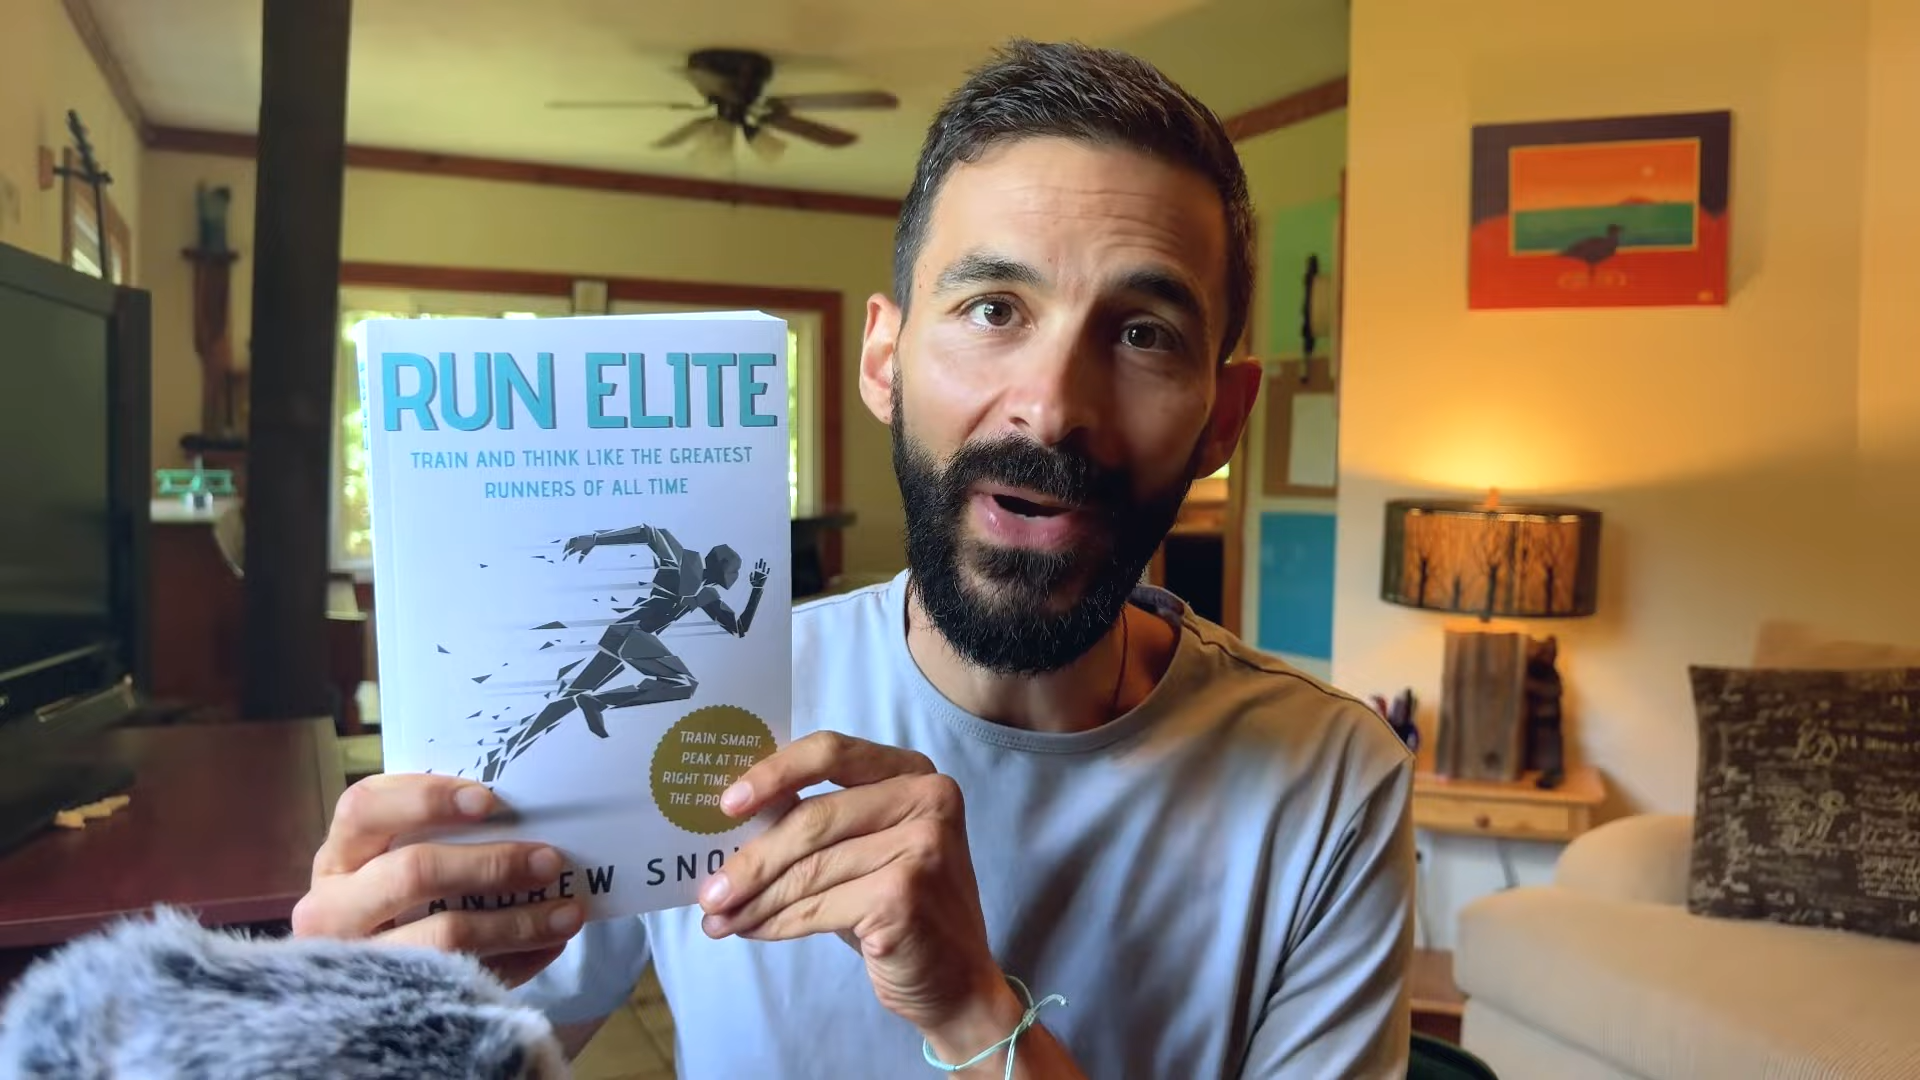 RUN ELITE
TRAIN AND THINK LIKE THE GREATEST
RUNNERS OF ALL TIME
TRAIN SMART,
PEAK AT THE
RIGHT TIME,
THE
ANDREW